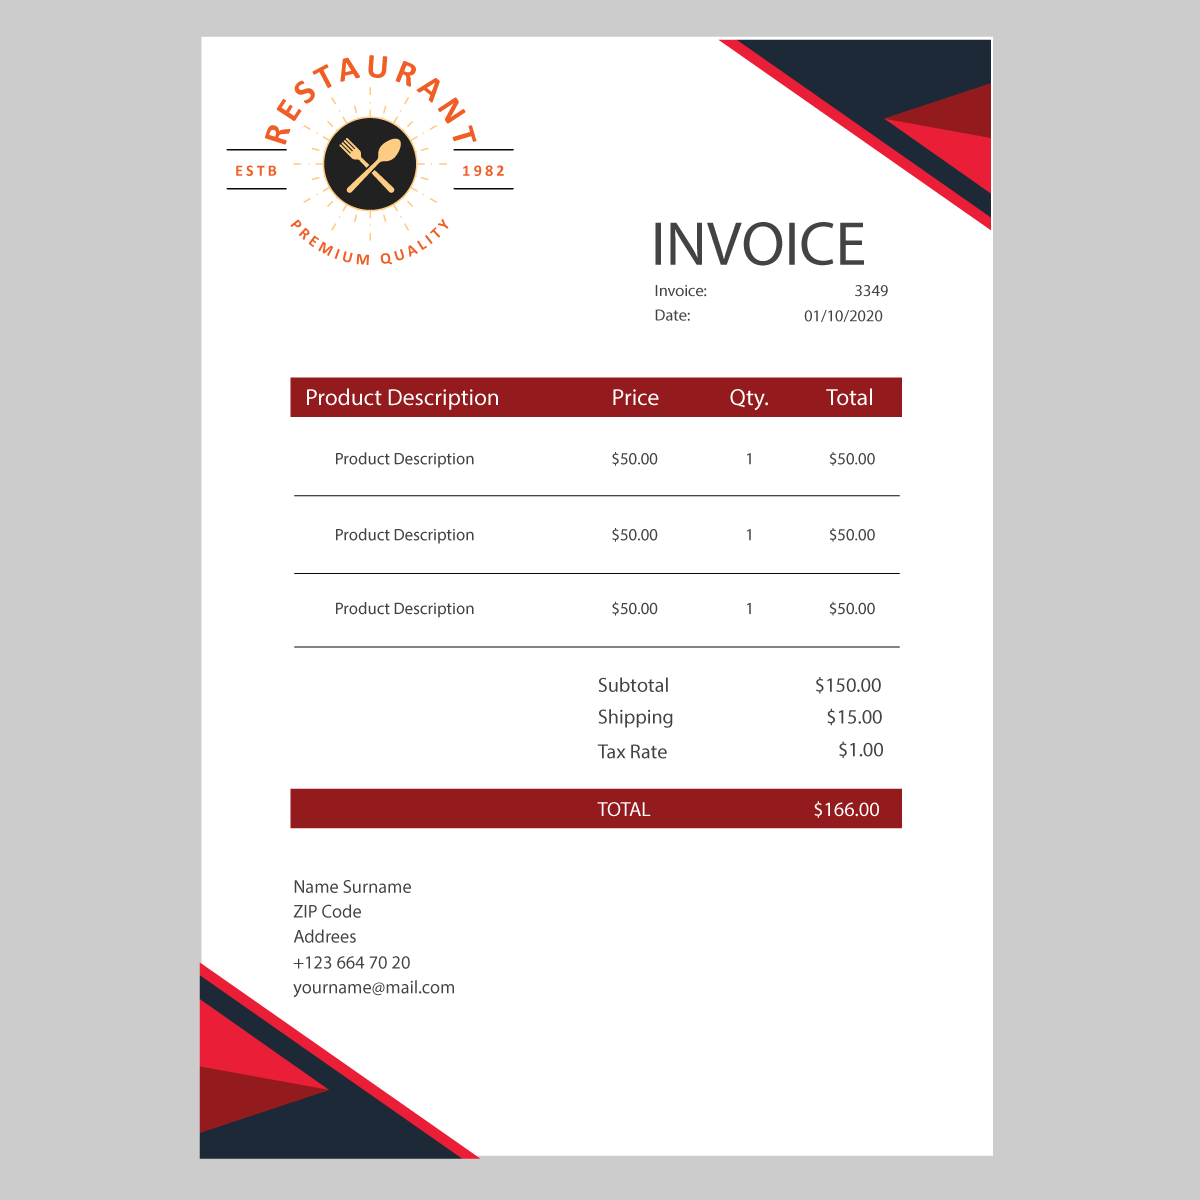 RESTAURANT
ESTB 1982
PREMIUM QUALITY
INVOICE
Invoice: 3349
Date: 01/10/2020
Product Description Price Qty. Total
Product Description $50.00 1 $50.00
Product Description $50.00 1 $50.00
Product Description $50.00 1 $50.00
Subtotal $150.00
Shipping $15.00
Tax Rate $1.00
TOTAL $166.00
Name Surname
ZIP Code
Addrees
+123 664 70 20
yourname@mail.com